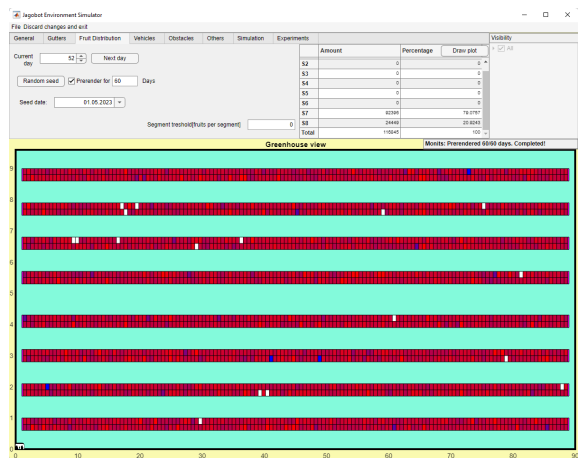 Jagobot Environment Simulator
File Discard changes and exit
General Gutters Fruit Distribution Vehicles Obstacles Others Simulation Experiments Visibility
Current day 52 Next day
Amount Percentage Draw plot
All
S2 0 0
S3 0 0
Random seed Prerender for 60 Days
S4 0 0
S5 0 0
Seed date: 01.05.2023
S6 0 0
S7 92386 79.0757
Segment treshold[fruits per segment] 0
S8 24448 20.9243
Total 116845 100
Greenhouse view
Monits: Prerendered 60/60 days. Completed!
9
8
7
6
5
4
3
2
1
0
0 10 20 30 40 50 60 70 80 90